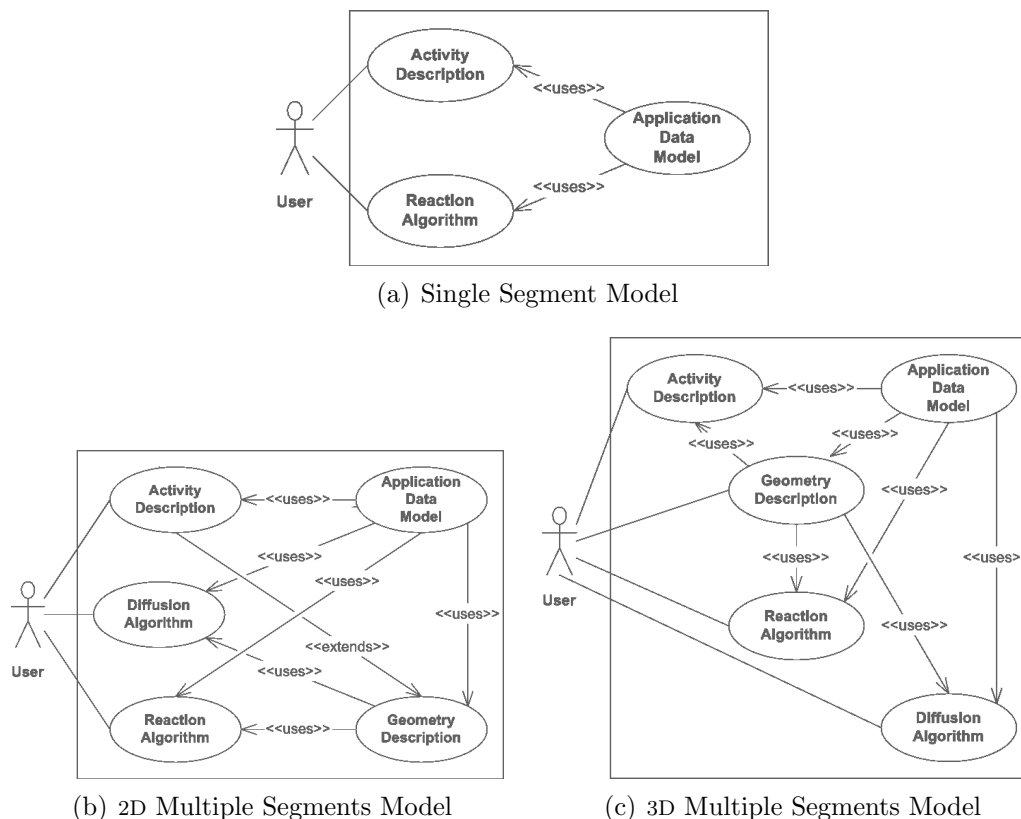 Activity
Description
<<uses>>
Application
Data
Model
User
<<uses>>
Reaction
Algorithm
(a) Single Segment Model
Activity
Description
<<uses>>
Application
Data
Model
<<uses>>
<<uses>>
Diffusion
Algorithm
<<uses>>
User
<<extends>>
<<uses>>
Reaction
Algorithm
<<uses>>
Geometry
Description
(b) 2D Multiple Segments Model
Activity
Description
<<uses>>
Application
Data
Model
<<uses>>
<<uses>>
Geometry
Description
<<uses>>
<<uses>>
<<uses>>
User
Reaction
Algorithm
<<uses>>
Diffusion
Algorithm
(c) 3D Multiple Segments Model